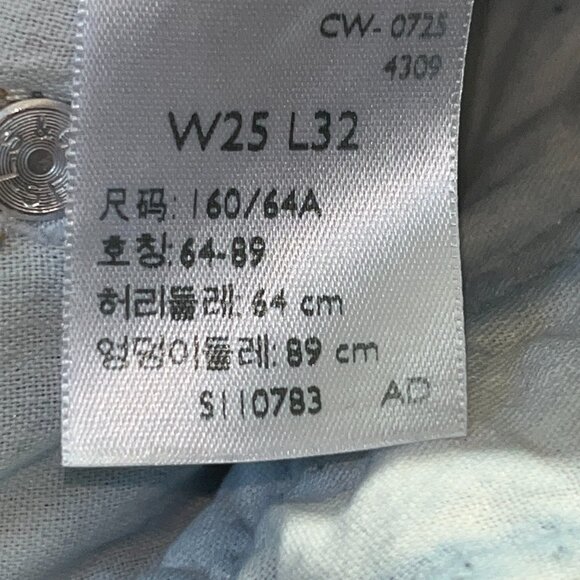 CW- 0725
4309
W25 L32
尺码: 160/64A
호칭: 64-89
허리둘레: 64 cm
엉덩이둘레: 89 cm
S110783 AD